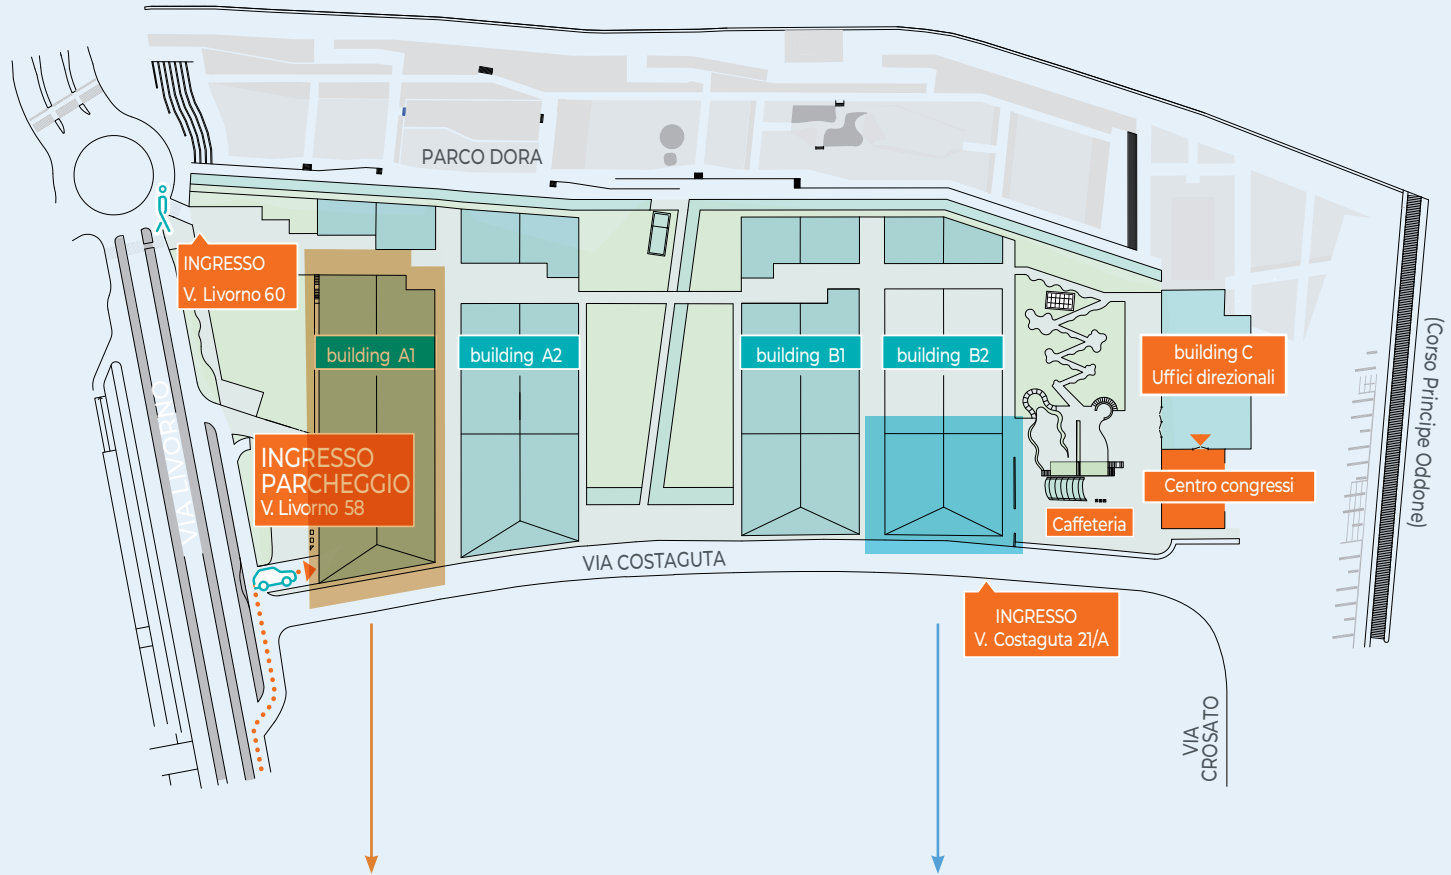 PARCO DORA
INGRESSO
V. Livorno 60
building A1
building A2
building B1
building B2
building C
Uffici direzionali
(Corso Principe Oddone)
VIA LIVORNO
INGRESSO
PARCHEGGIO
V. Livorno 58
Centro congressi
Caffeteria
VIA COSTAGUTA
INGRESSO
V. Costaguta 21/A
VIA
CROSATO